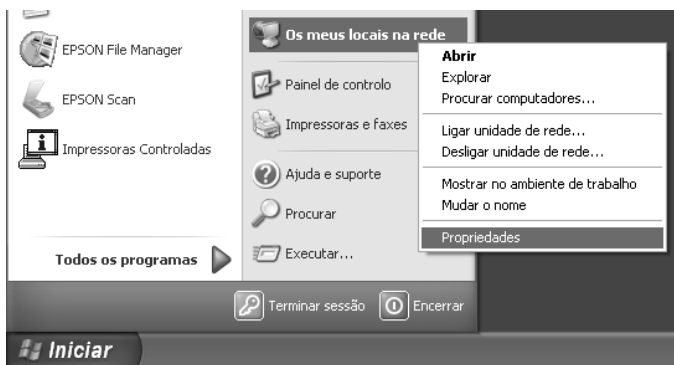 EPSON File Manager
EPSON Scan
Impressoras Controladas
Todos os programas
Os meus locais na rede
Painel de controlo
Impressoras e faxes
Ajuda e suporte
Procurar
Executar...
Abrir
Explorar
Procurar computadores...
Ligar unidade de rede...
Desligar unidade de rede...
Mostrar no ambiente de trabalho
Mudar o nome
Propriedades
Terminar sessão
Encerrar
Iniciar